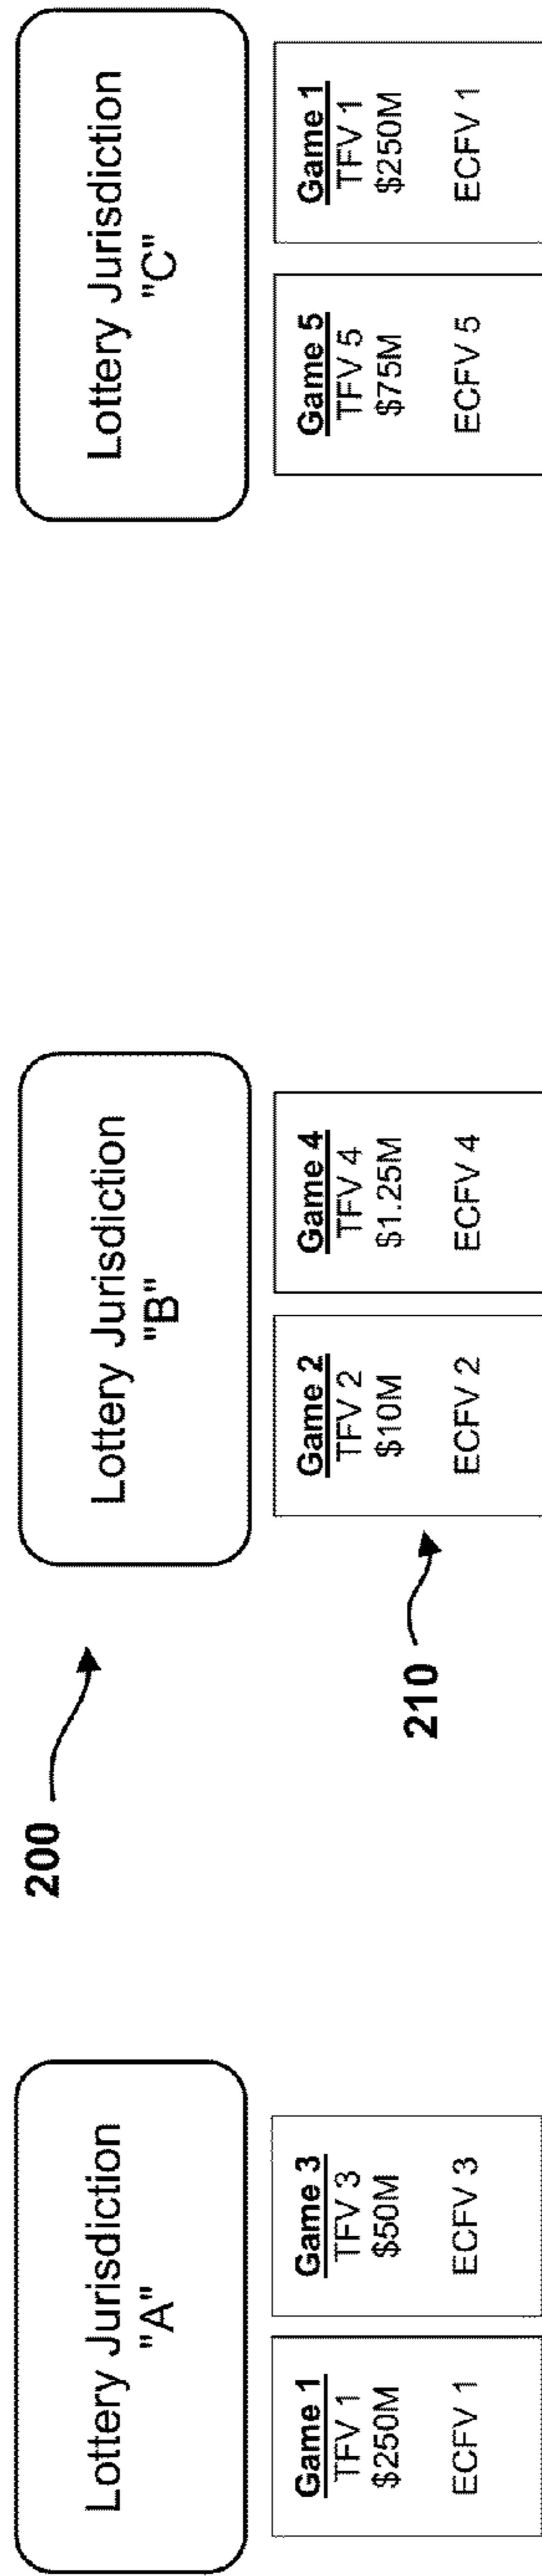 200
Lottery Jurisdiction
"A"
Game 1
TFV 1
$250M
ECFV 1
Game 3
TFV 3
$50M
ECFV 3
Lottery Jurisdiction
"B"
210
Game 2
TFV 2
$10M
ECFV 2
Game 4
TFV 4
$1.25M
ECFV 4
Lottery Jurisdiction
"C"
Game 5
TFV 5
$75M
ECFV 5
Game 1
TFV 1
$250M
ECFV 1